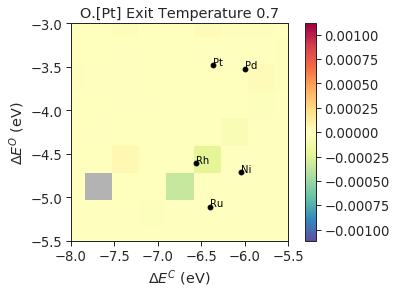 O.[Pt] Exit Temperature 0.7
−3.0
−3.5
−4.0
−4.5
−5.0
−5.5
ΔE^O (eV)
Pt
Pd
Rh
Ni
Ru
−8.0 −7.5 −7.0 −6.5 −6.0 −5.5
ΔE^C (eV)
0.00100
0.00075
0.00050
0.00025
0.00000
−0.00025
−0.00050
−0.00075
−0.00100